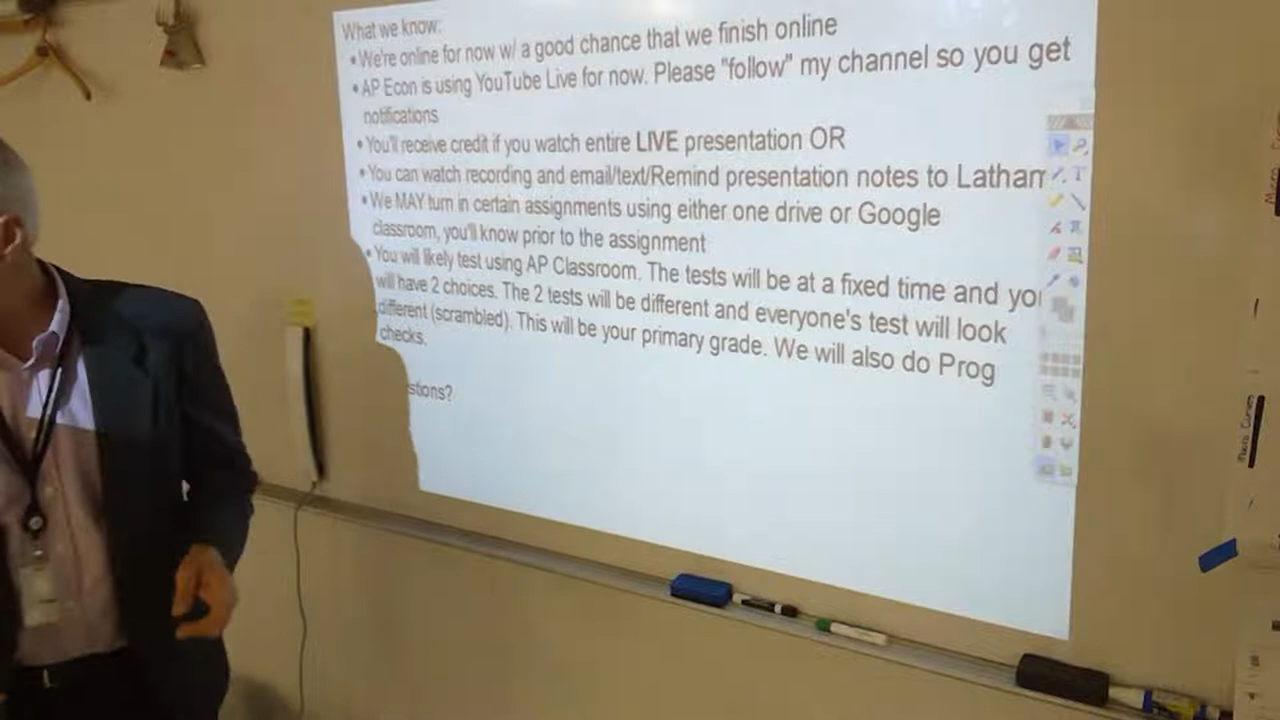 What we know:
•We're online for now w/ a good chance that we finish online
•AP Econ is using YouTube Live for now. Please "follow" my channel so you get
notifications
•You'll receive credit if you watch entire LIVE presentation OR
•You can watch recording and email/text/Remind presentation notes to Latham
•We MAY turn in certain assignments using either one drive or Google
classroom, you'll know prior to the assignment
•You will likely test using AP Classroom. The tests will be at a fixed time and you
will have 2 choices. The 2 tests will be different and everyone's test will look
different (scrambled). This will be your primary grade. We will also do Prog
checks.
stions?